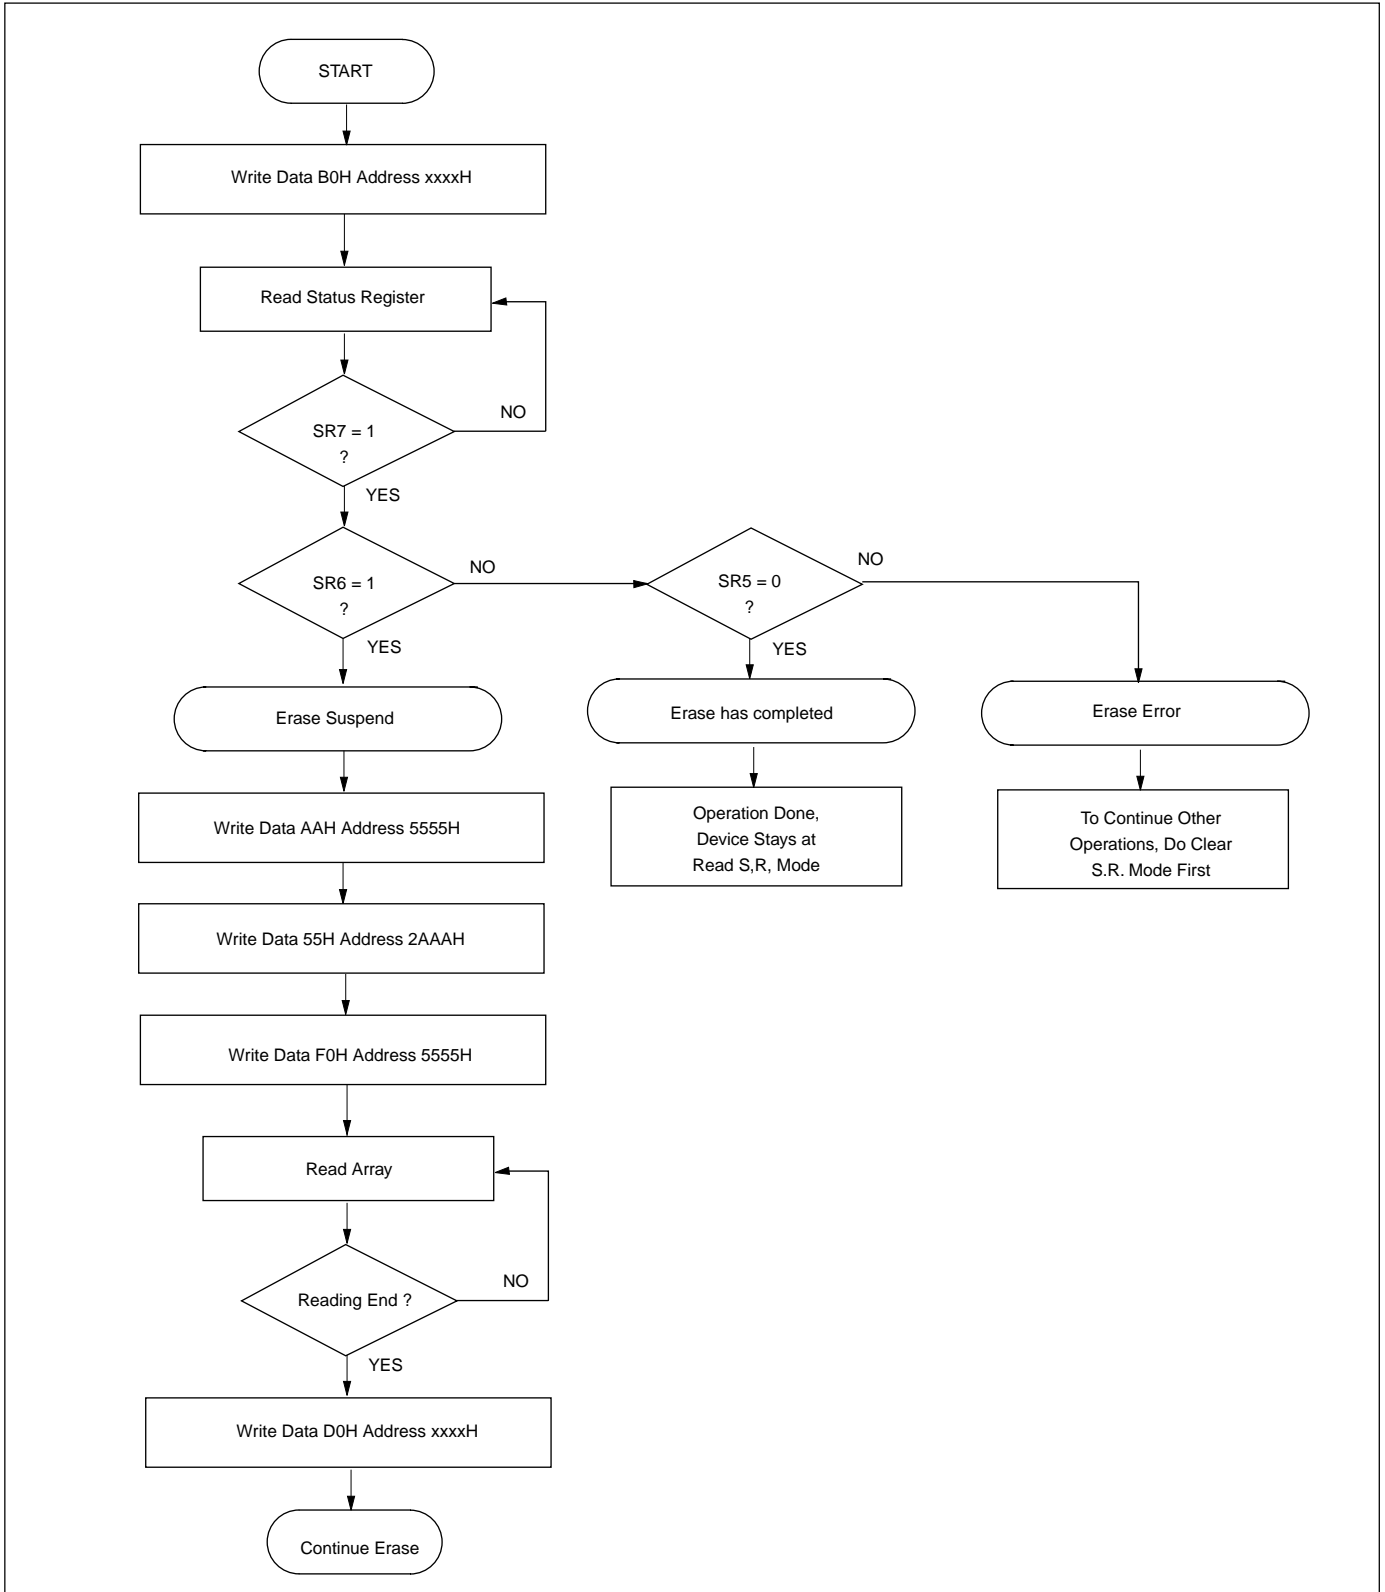 START
Write Data B0H Address xxxxH
Read Status Register
NO
SR7 = 1
?
YES
SR6 = 1
?
NO
YES
SR5 = 0
?
NO
YES
Erase Suspend
Erase has completed
Erase Error
Write Data AAH Address 5555H
Operation Done,
Device Stays at
Read S,R, Mode
To Continue Other
Operations, Do Clear
S.R. Mode First
Write Data 55H Address 2AAAH
Write Data F0H Address 5555H
Read Array
NO
Reading End ?
YES
Write Data D0H Address xxxxH
Continue Erase